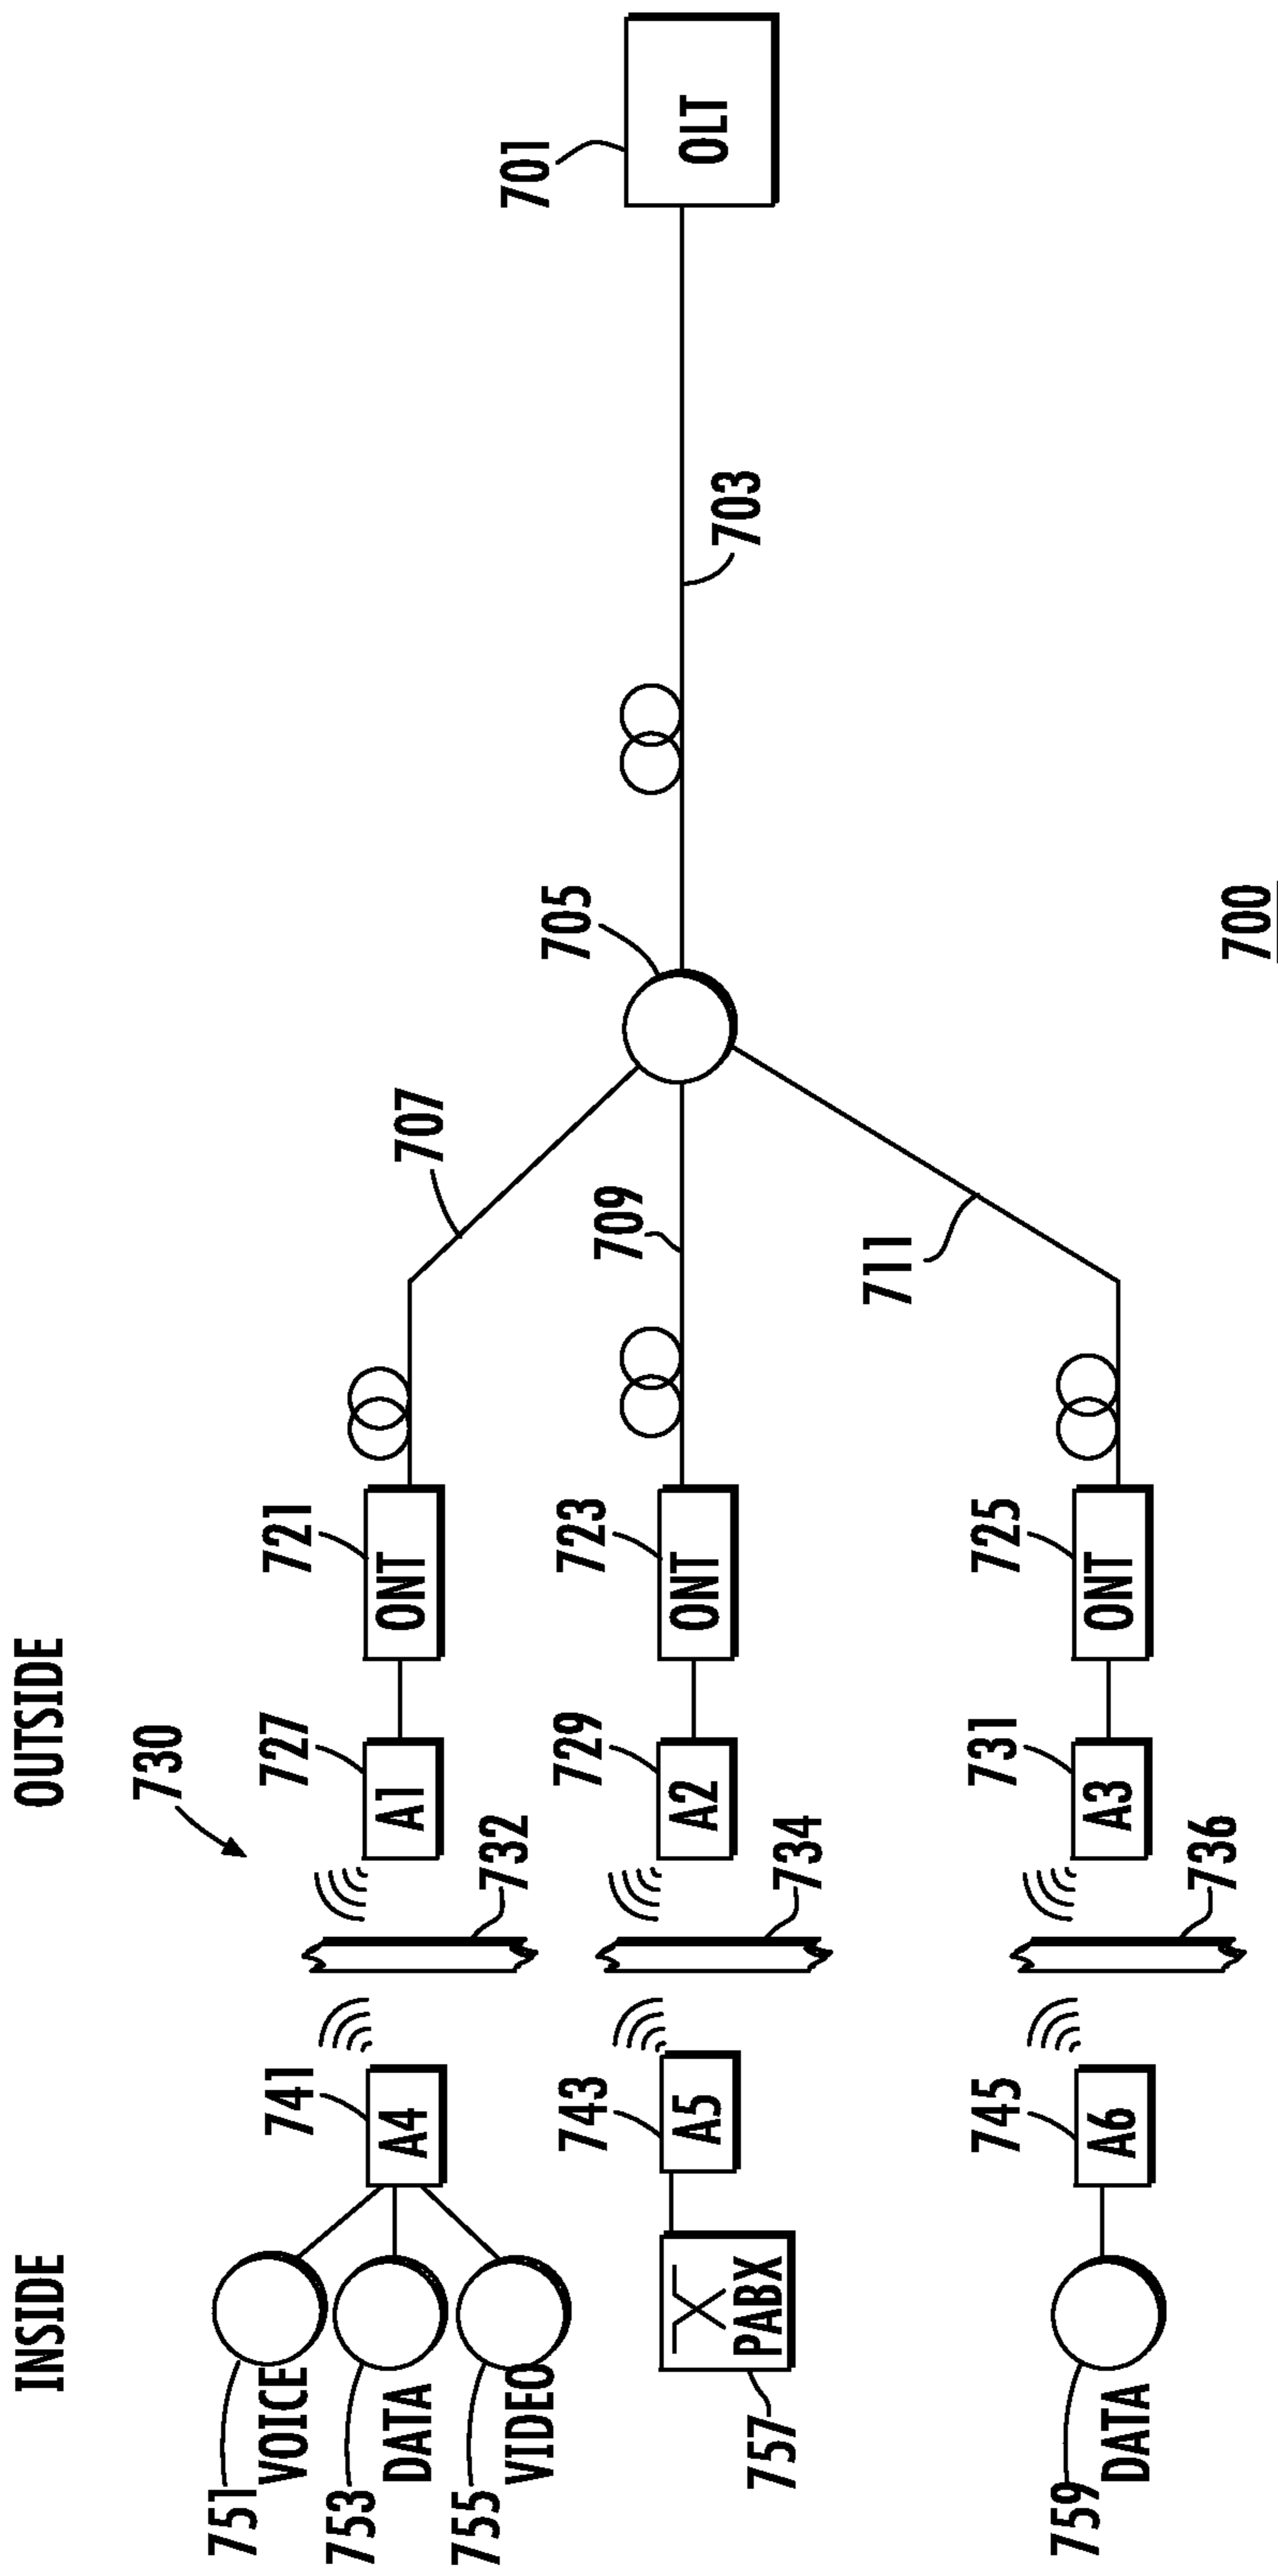 INSIDE
OUTSIDE
730
751
VOICE
753
DATA
755
VIDEO
741
A4
732
727
A1
721
ONT
707
757
PABX
743
A5
734
729
A2
723
ONT
709
705
703
701
OLT
759
DATA
745
A6
736
731
A3
725
ONT
711
700